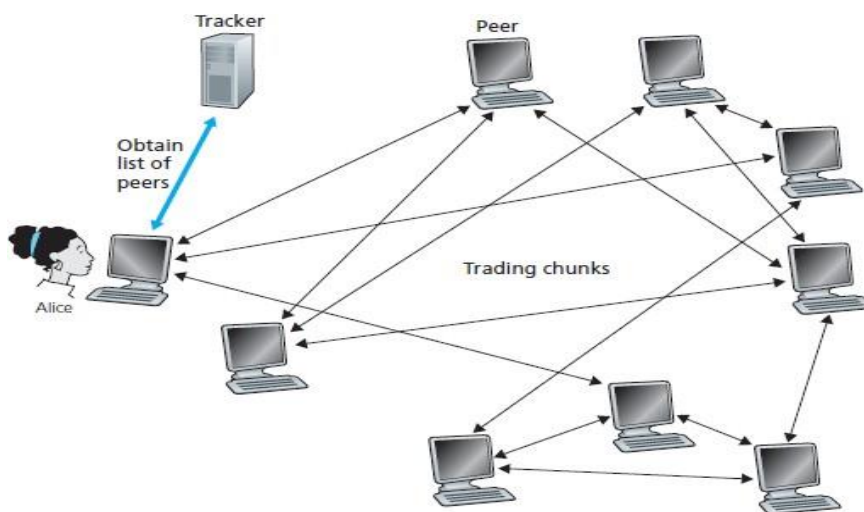 Tracker
Peer
Obtain
list of
peers
Trading chunks
Alice